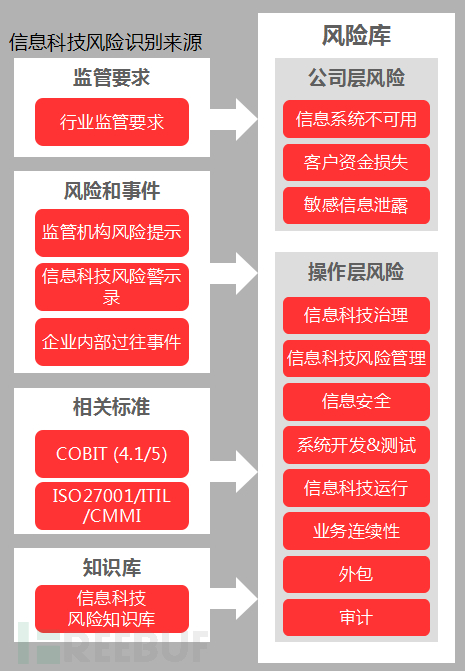 信息科技风险识别来源
监管要求
行业监管要求
风险和事件
监管机构风险提示
信息科技风险警示
录
企业内部过往事件
相关标准
COBIT (4.1/5)
ISO27001/ITIL
/CMMI
知识库
信息科技
风险知识库
风险库
公司层风险
信息系统不可用
客户资金损失
敏感信息泄露
操作层风险
信息科技治理
信息科技风险管理
信息安全
系统开发&测试
信息科技运行
业务连续性
外包
审计
REEBUF